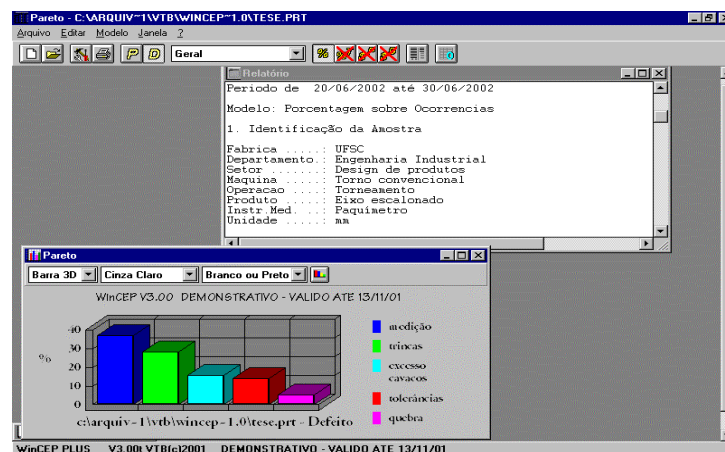 Pareto - C:\ARQUIV~1\VTB\WINCEP~1.0\TESE.PRT
Arquivo Editar Modelo Janela ?
P D Geral %
Relatório
Periodo de 20/06/2002 até 30/06/2002
Modelo: Porcentagem sobre Ocorrencias
1. Identificação da Amostra
Fabrica .....: UFSC
Departamento.: Engenharia Industrial
Setor .......: Design de produtos
Maquina .....: Torno convencional
Operacao ....: Torneamento
Produto .....: Eixo escalonado
Instr.Med. ..: Paquímetro
Unidade .....: mm
Pareto
Barra 3D Cinza Claro Branco ou Preto
WinCEP V3.00 DEMONSTRATIVO - VALIDO ATE 13/11/01
40
30
20
10
0
%
medição
trincas
excesso
cavacos
tolerâncias
quebra
c:\arquiv~1\vtb\wincep~1.0\tese.prt - Defeito
WinCEP PLUS V3.00t VTB(c)2001 DEMONSTRATIVO - VALIDO ATE 13/11/01